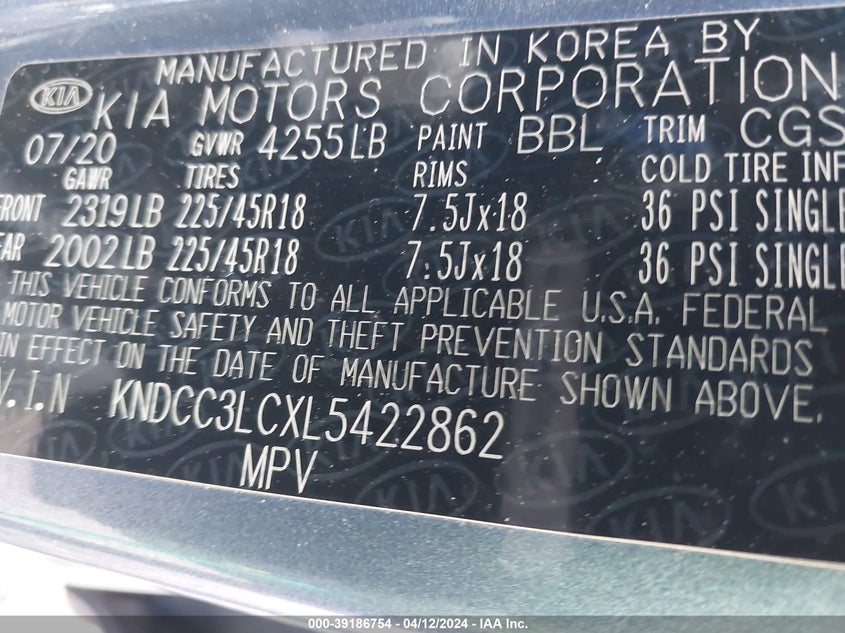 MANUFACTURED IN KOREA BY
KIA KIA MOTORS CORPORATION
07/20 GVWR 4255LB PAINT BBL TRIM CGS
GAWR TIRES RIMS COLD TIRE INF
FRONT 2319LB 225/45R18 7.5Jx18 36 PSI SINGLE
EAR 2002LB 225/45R18 7.5Jx18 36 PSI SINGLE
THIS VEHICLE CONFORMS TO ALL APPLICABLE U.S.A. FEDERAL
MOTOR VEHICLE SAFETY AND THEFT PREVENTION STANDARDS
IN EFFECT ON THE DATE OF MANUFACTURE SHOWN ABOVE.
V.I.N KNDCC3LCXL5422862
MPV
000-39186754 - 04/12/2024 - IAA Inc.